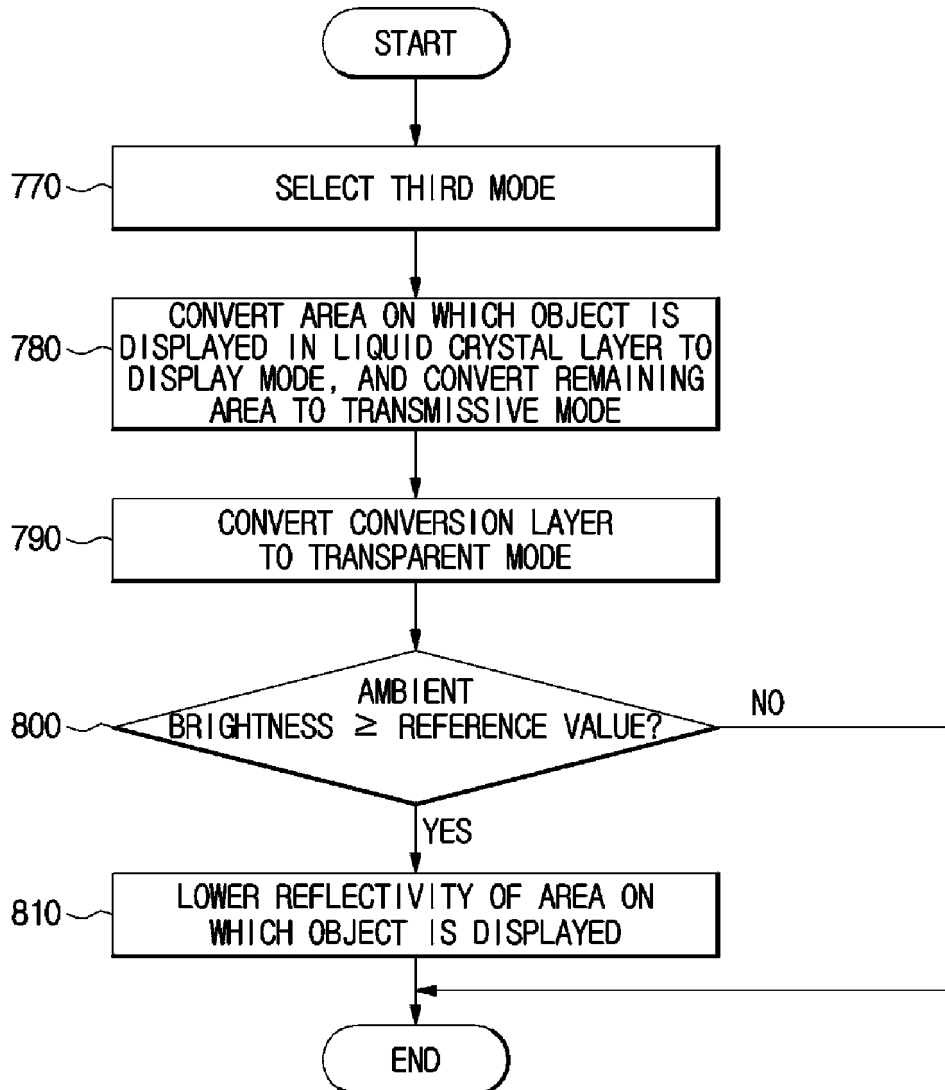 START
770
SELECT THIRD MODE
780
CONVERT AREA ON WHICH OBJECT IS
DISPLAYED IN LIQUID CRYSTAL LAYER TO
DISPLAY MODE, AND CONVERT REMAINING
AREA TO TRANSMISSIVE MODE
790
CONVERT CONVERSION LAYER
TO TRANSPARENT MODE
800
AMBIENT
BRIGHTNESS ≥ REFERENCE VALUE?
NO
YES
810
LOWER REFLECTIVITY OF AREA ON
WHICH OBJECT IS DISPLAYED
END